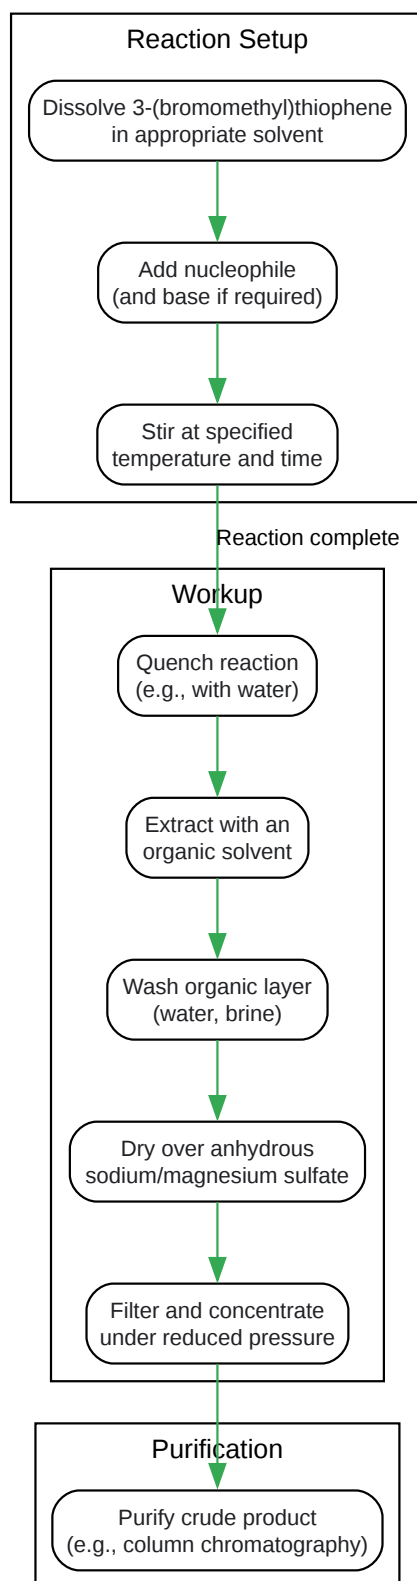 Reaction Setup
Dissolve 3-(bromomethyl)thiophene
in appropriate solvent
Add nucleophile
(and base if required)
Stir at specified
temperature and time
Reaction complete
Workup
Quench reaction
(e.g., with water)
Extract with an
organic solvent
Wash organic layer
(water, brine)
Dry over anhydrous
sodium/magnesium sulfate
Filter and concentrate
under reduced pressure
Purification
Purify crude product
(e.g., column chromatography)